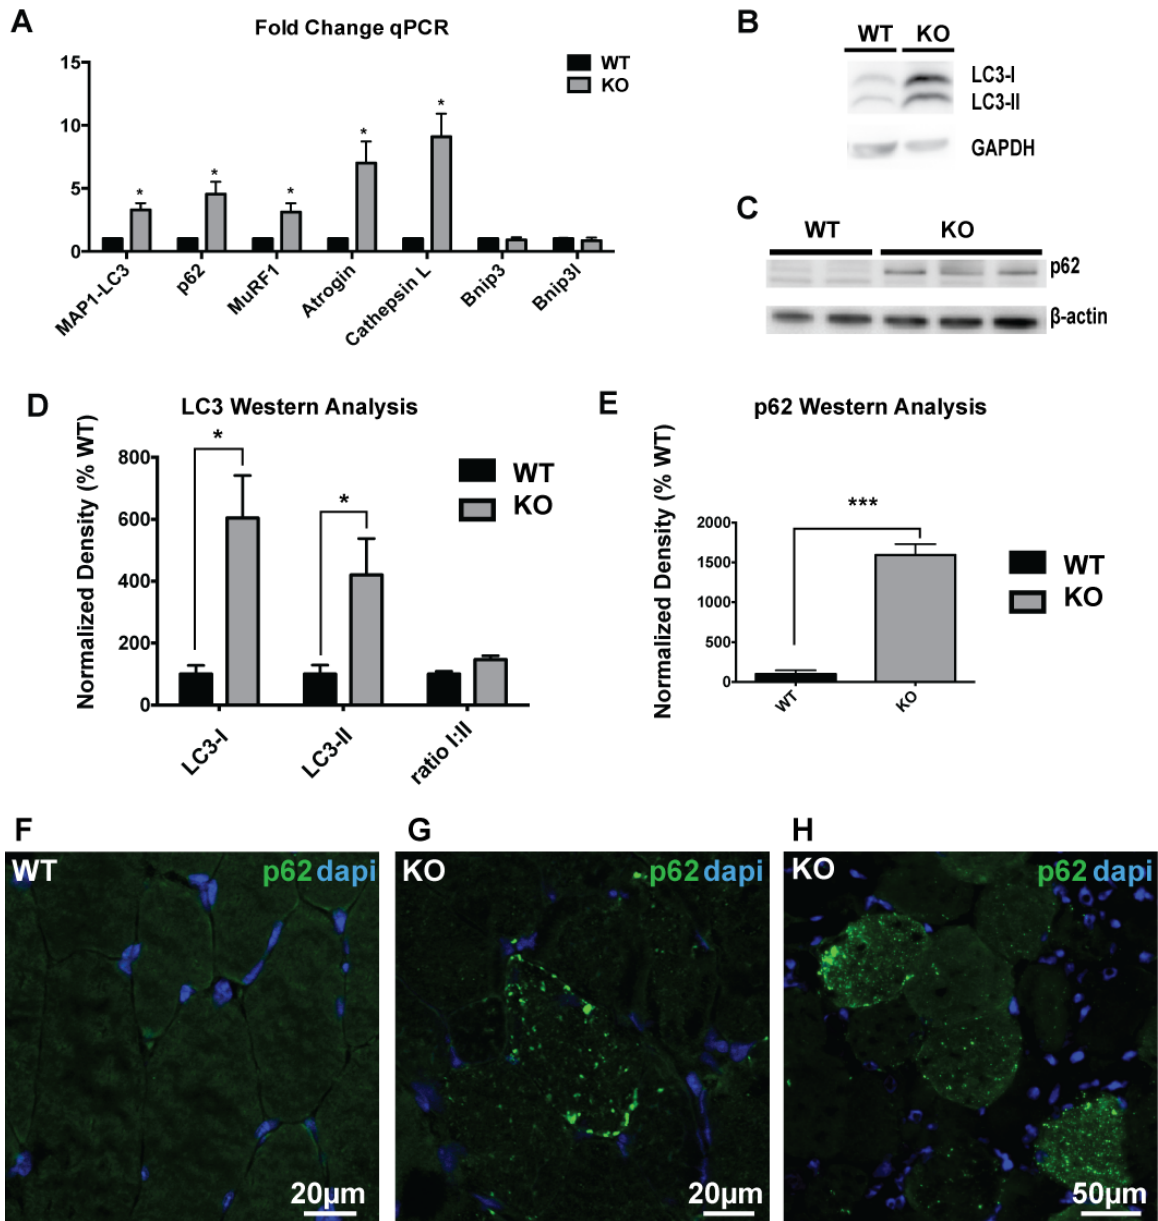 A
Fold Change qPCR
WT
KO
15
10
5
0
*
*
*
*
*
MAP1-LC3
p62
MuRF1
Atrogin
Cathepsin L
Bnip3
Bnip3l
B
WT KO
LC3-I
LC3-II
GAPDH
C
WT KO
p62
β-actin
D
LC3 Western Analysis
Normalized Density (% WT)
800
600
400
200
0
*
*
WT
KO
LC3-I
LC3-II
ratio I:II
E
p62 Western Analysis
Normalized Density (% WT)
2000
1500
1000
500
0
***
WT
KO
WT
KO
F
WT p62 dapi
20µm
G
KO p62 dapi
20µm
H
KO p62 dapi
50µm